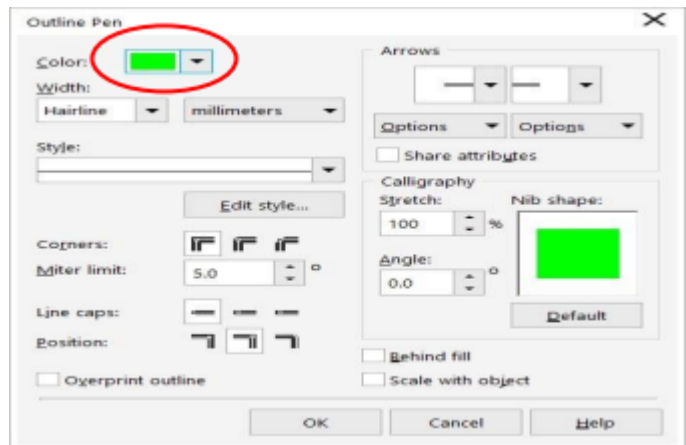 Outline Pen
Color:
Width:
Hairline millimeters
Style:
Edit style...
Corners:
Miter limit: 5.0 °
Line caps:
Position:
Overprint outline
Arrows
Options Options
Share attributes
Calligraphy
Stretch: Nib shape:
100 %
Angle:
0.0 °
Default
Behind fill
Scale with object
OK Cancel Help